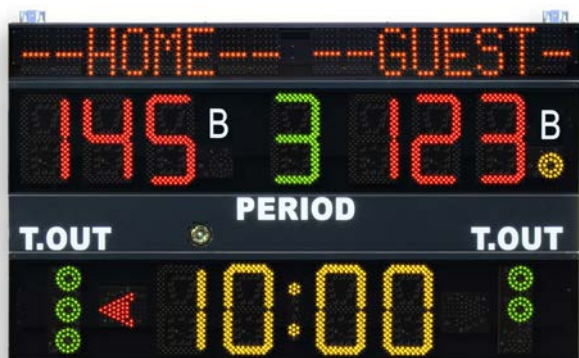 --HOME-- --GUEST-
145 B 3 123 B
PERIOD
T.OUT T.OUT
10:00